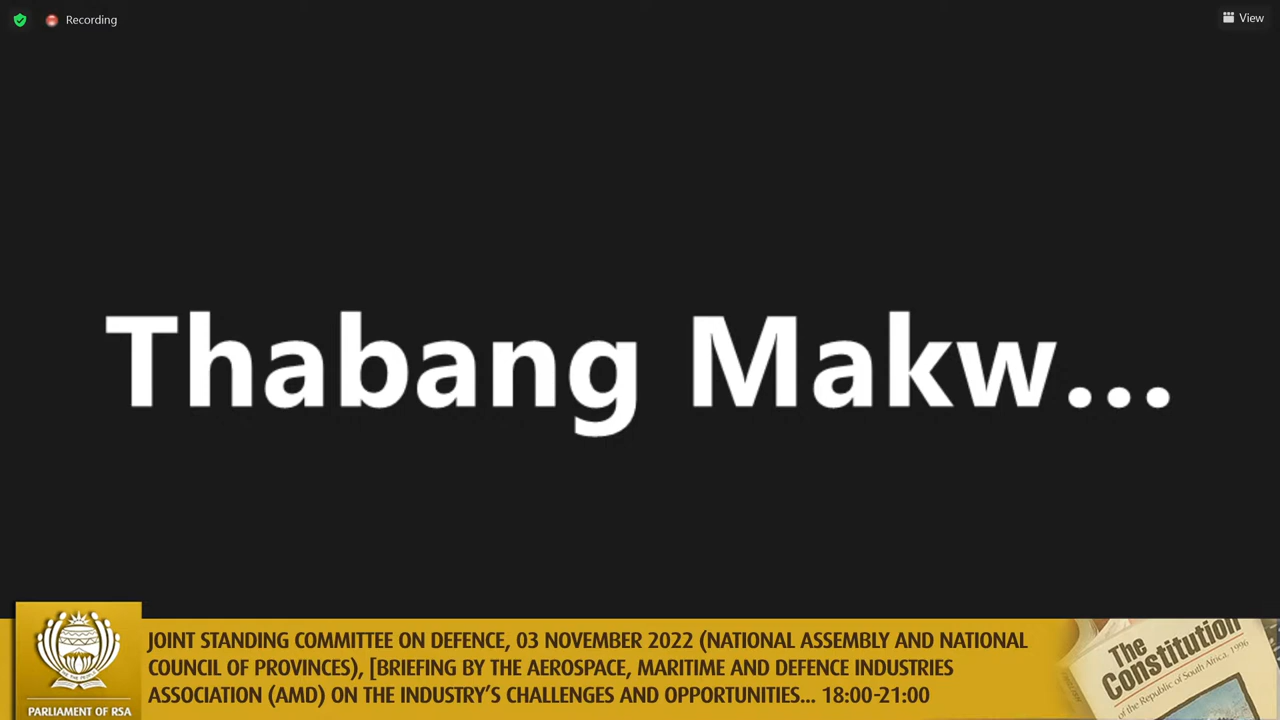 Recording
View
Thabang Makw...
JOINT STANDING COMMITTEE ON DEFENCE, 03 NOVEMBER 2022 (NATIONAL ASSEMBLY AND NATIONAL
COUNCIL OF PROVINCES), [BRIEFING BY THE AEROSPACE, MARITIME AND DEFENCE INDUSTRIES
ASSOCIATION (AMD) ON THE INDUSTRY'S CHALLENGES AND OPPORTUNITIES... 18:00-21:00
PARLIAMENT OF RSA
The
Constitution
of the Republic of South Africa, 1996